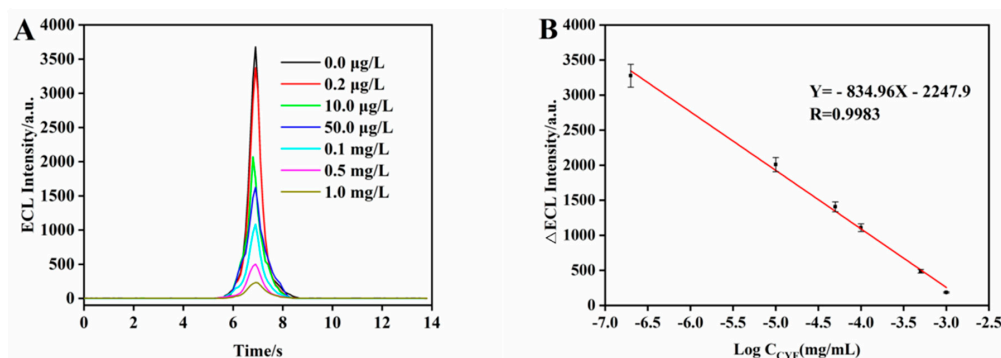 A
ECL Intensity/a.u.
4000
3500
3000
2500
2000
1500
1000
500
0
0.0 μg/L
0.2 μg/L
10.0 μg/L
50.0 μg/L
0.1 mg/L
0.5 mg/L
1.0 mg/L
0 2 4 6 8 10 12 14
Time/s
B
△ECL Intensity/a.u.
4000
3500
3000
2500
2000
1500
1000
500
0
Y= - 834.96X - 2247.9
R=0.9983
-7.0 -6.5 -6.0 -5.5 -5.0 -4.5 -4.0 -3.5 -3.0 -2.5
Log C_CYF(mg/mL)